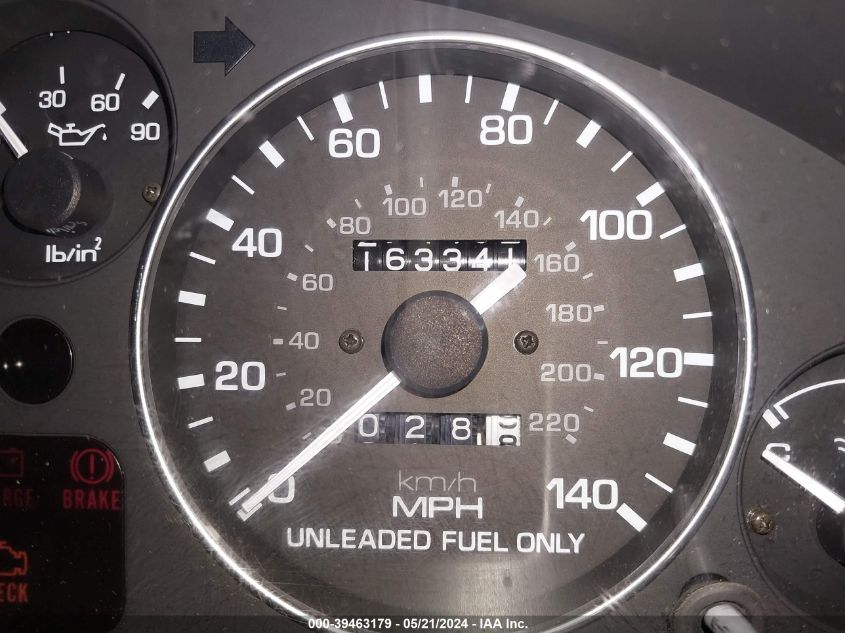 30 60 90
lb/in²
60 80
40 100
20 120
0 140
20 40 60 80 100 120 140 160 180 200 220
163341
028
km/h
MPH
UNLEADED FUEL ONLY
BRAKE
C
000-39463179 - 05/21/2024 - IAA Inc.